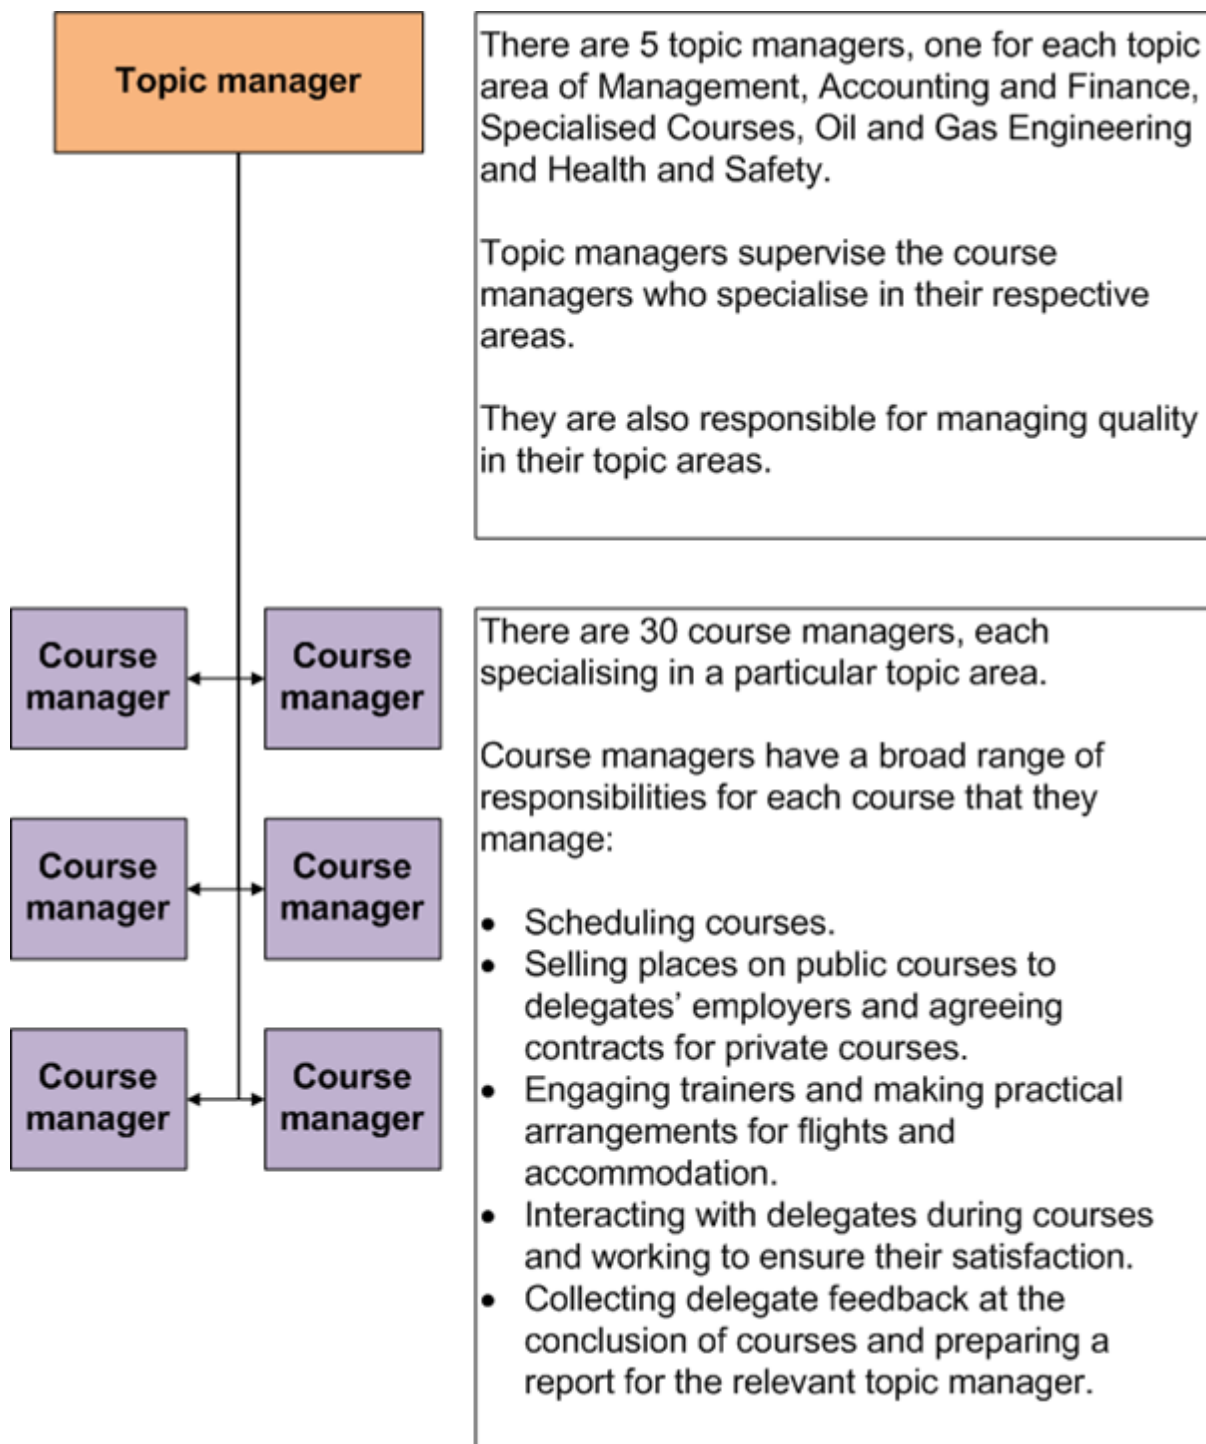 Topic manager
There are 5 topic managers, one for each topic
area of Management, Accounting and Finance,
Specialised Courses, Oil and Gas Engineering
and Health and Safety.
Topic managers supervise the course
managers who specialise in their respective
areas.
They are also responsible for managing quality
in their topic areas.
Course
manager
Course
manager
Course
manager
Course
manager
Course
manager
Course
manager
There are 30 course managers, each
specialising in a particular topic area.
Course managers have a broad range of
responsibilities for each course that they
manage:
• Scheduling courses.
• Selling places on public courses to
delegates’ employers and agreeing
contracts for private courses.
• Engaging trainers and making practical
arrangements for flights and
accommodation.
• Interacting with delegates during courses
and working to ensure their satisfaction.
• Collecting delegate feedback at the
conclusion of courses and preparing a
report for the relevant topic manager.